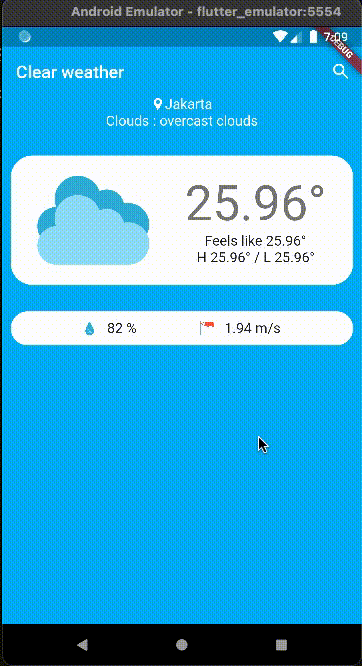 Android Emulator - flutter_emulator:5554
7:09
DEBUG
Clear weather
Jakarta
Clouds : overcast clouds
25.96°
Feels like 25.96°
H 25.96° / L 25.96°
82 %
1.94 m/s